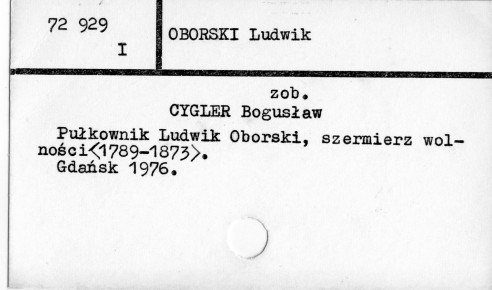 72 929
I
OBORSKI Ludwik
zob.
CYGLER Bogusław
Pułkownik Ludwik Oborski, szermierz wol-
ności<1789-1873>.
Gdańsk 1976.